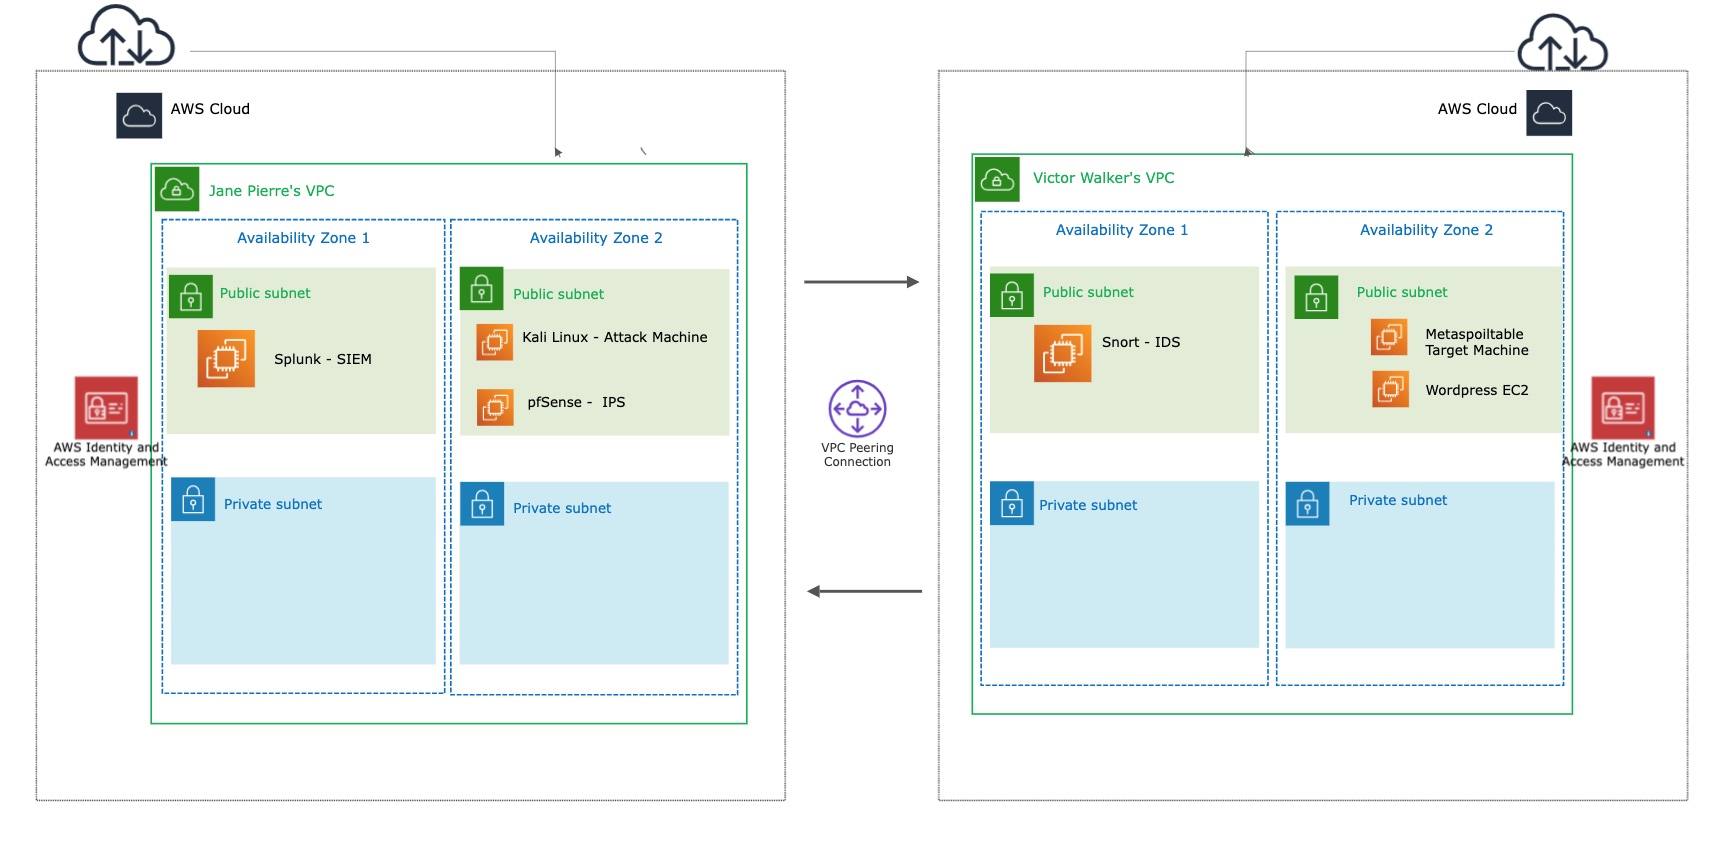 AWS Cloud
Jane Pierre's VPC
Availability Zone 1
Availability Zone 2
Public subnet
Public subnet
Splunk - SIEM
Kali Linux - Attack Machine
pfSense -  IPS
AWS Identity and
Access Management
Private subnet
Private subnet
VPC Peering
Connection
AWS Cloud
Victor Walker's VPC
Availability Zone 1
Availability Zone 2
Public subnet
Public subnet
Snort - IDS
Metaspoiltable
Target Machine
Wordpress EC2
AWS Identity and
Access Management
Private subnet
Private subnet